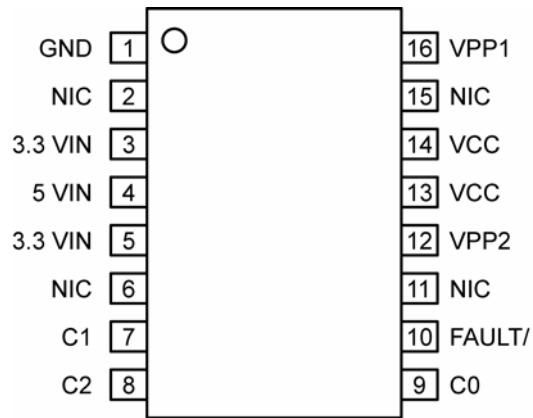 GND 1 16 VPP1
NIC 2 15 NIC
3.3 VIN 3 14 VCC
5 VIN 4 13 VCC
3.3 VIN 5 12 VPP2
NIC 6 11 NIC
C1 7 10 FAULT/
C2 8 9 C0